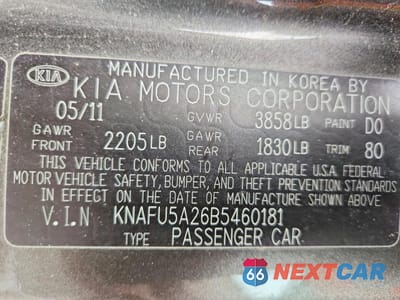 KIA
MANUFACTURED IN KOREA BY
KIA MOTORS CORPORATION
05/11 GVWR 3858LB PAINT D0
GAWR FRONT 2205LB GAWR REAR 1830LB TRIM 80
THIS VEHICLE CONFORMS TO ALL APPLICABLE U.S.A. FEDERAL
MOTOR VEHICLE SAFETY, BUMPER, AND THEFT PREVENTION STANDARDS
IN EFFECT ON THE DATE OF MANUFACTURE SHOWN ABOVE.
V.I.N KNAFU5A26B5460181
TYPE PASSENGER CAR
66 NEXTCAR